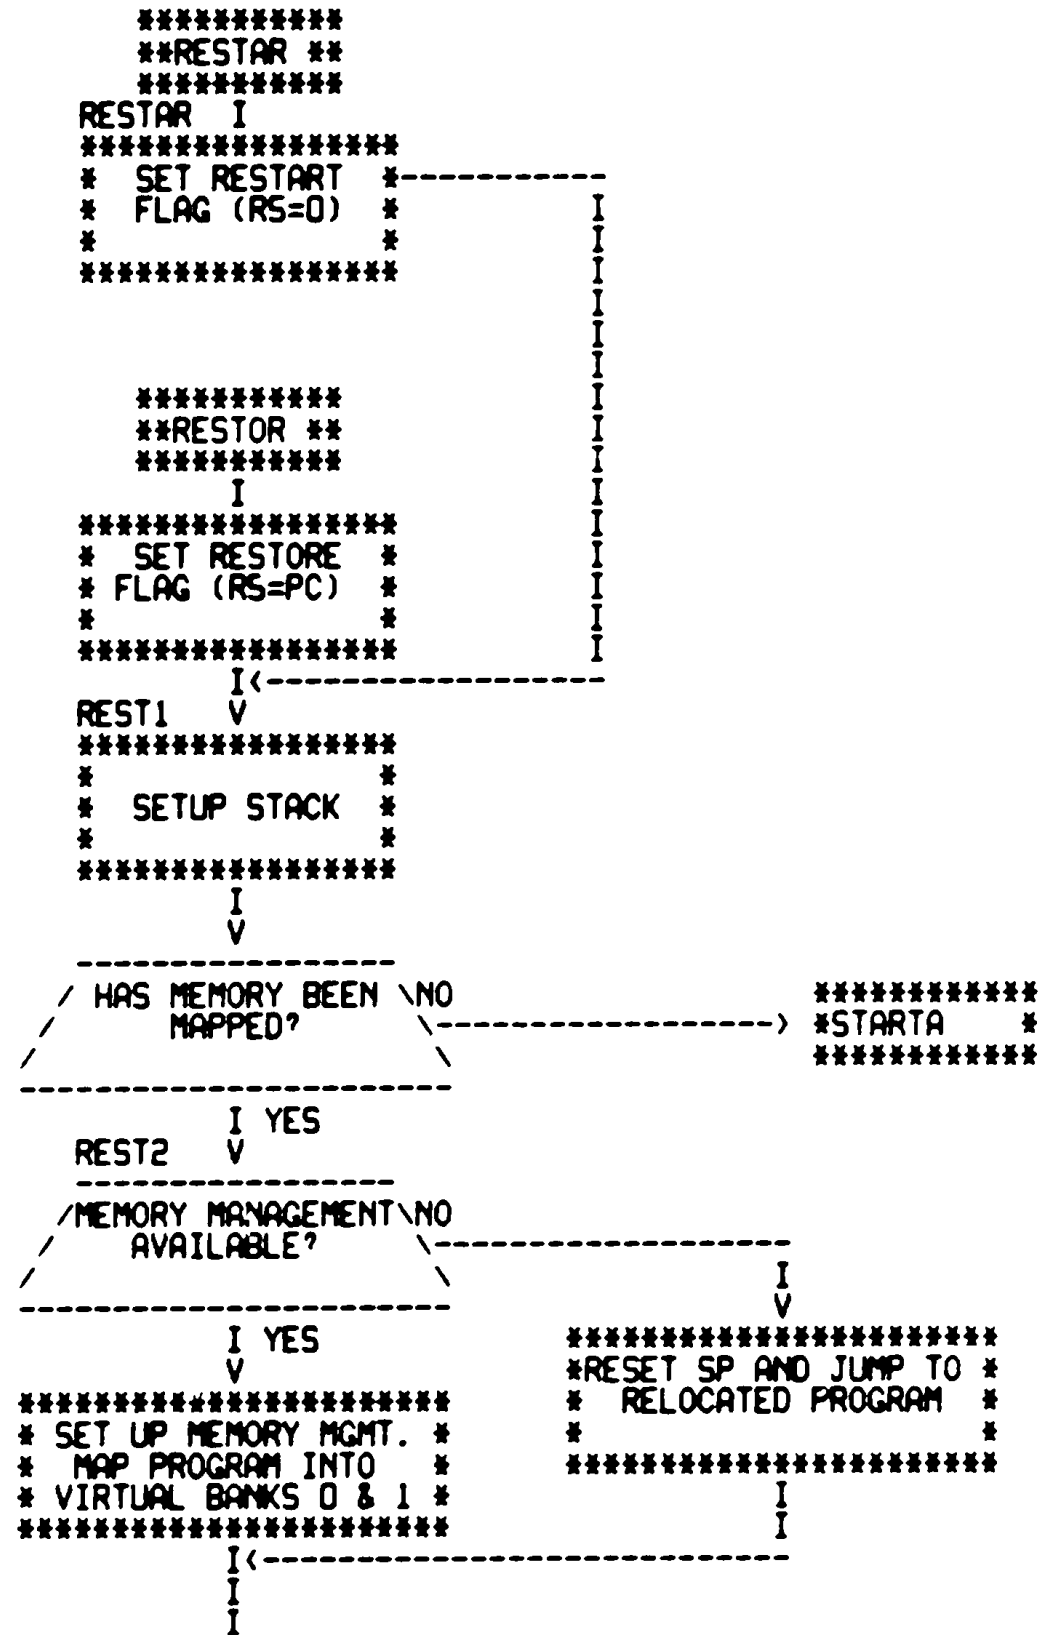 ***********
**RESTAR **
***********
RESTAR I
*****************
* SET RESTART *-----------
* FLAG (RS=0) * I
* * I
***************** I
I
I
I
*********** I
**RESTOR ** I
*********** I
I I
***************** I
* SET RESTORE * I
* FLAG (RS=PC) * I
* * I
***************** I
I<------------------
REST1 V
*****************
* *
* SETUP STACK *
* *
*****************
I
V
-----------------
/ HAS MEMORY BEEN \NO ************
/ MAPPED? \------------------> *STARTA *
/ \ ************
-----------------------
I YES
REST2 V
-----------------
/MEMORY MANAGEMENT\NO
/ AVAILABLE? \-------------------
/ \ I
----------------------- V
I YES ***********************
V *RESET SP AND JUMP TO *
*********************** * RELOCATED PROGRAM *
* SET UP MEMORY MGMT. * * *
* MAP PROGRAM INTO * ***********************
* VIRTUAL BANKS 0 & 1 * I
*********************** I
I<----------------------------
I
I